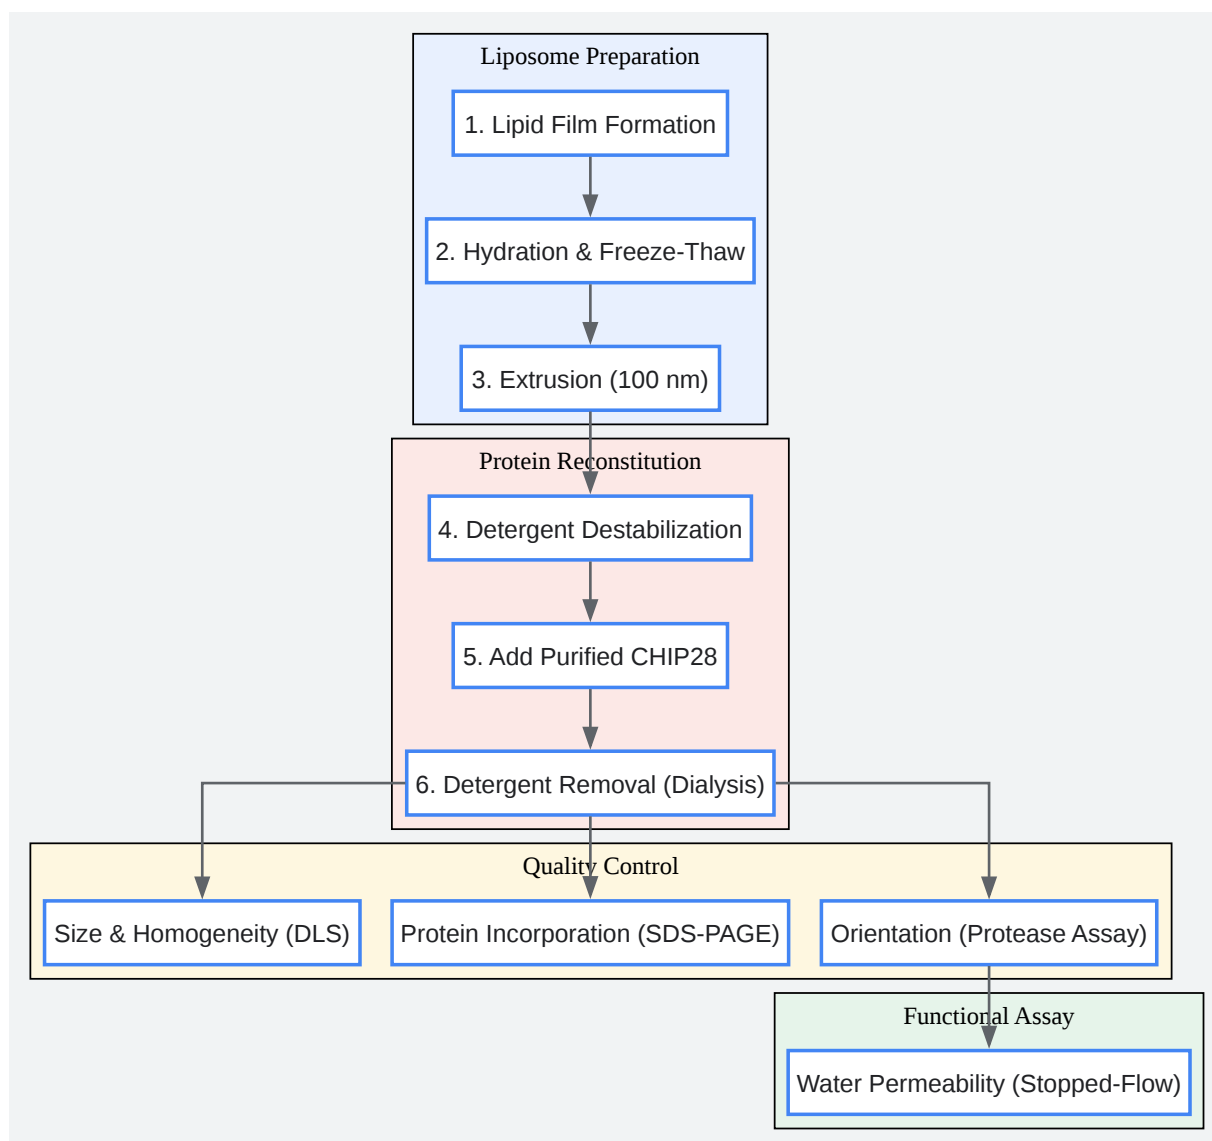 Liposome Preparation
1. Lipid Film Formation
2. Hydration & Freeze-Thaw
3. Extrusion (100 nm)
Protein Reconstitution
4. Detergent Destabilization
5. Add Purified CHIP28
6. Detergent Removal (Dialysis)
Quality Control
Size & Homogeneity (DLS)
Protein Incorporation (SDS-PAGE)
Orientation (Protease Assay)
Functional Assay
Water Permeability (Stopped-Flow)